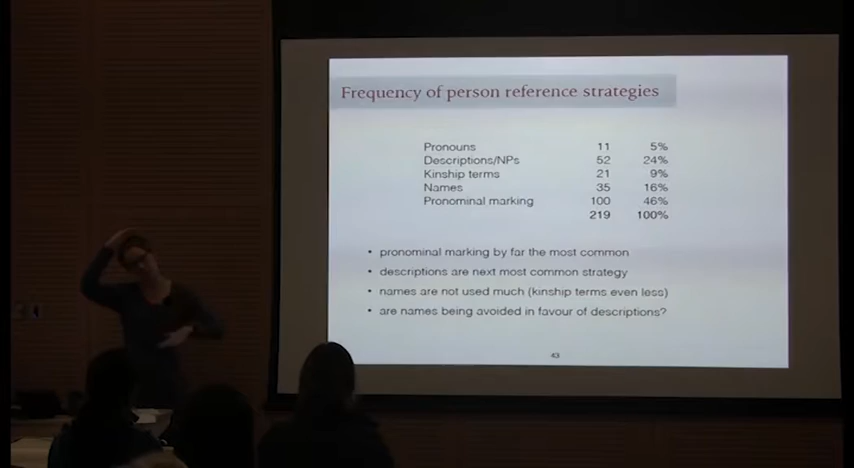 Frequency of person reference strategies
Pronouns 11 5%
Descriptions/NPs 52 24%
Kinship terms 21 9%
Names 35 16%
Pronominal marking 100 46%
219 100%
• pronominal marking by far the most common
• descriptions are next most common strategy
• names are not used much (kinship terms even less)
• are names being avoided in favour of descriptions?
43